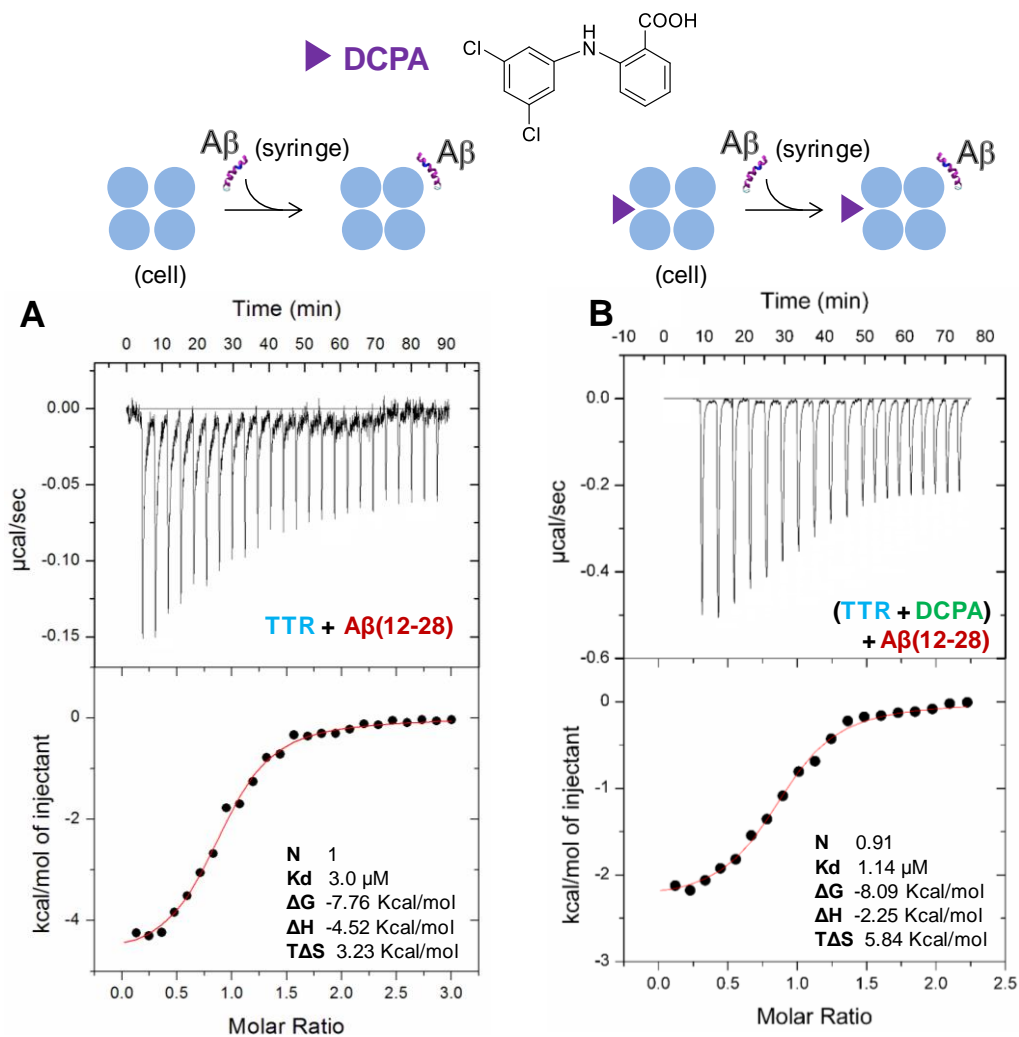 DCPA
Cl
H
N
COOH
Cl
Aβ
(syringe)
Aβ
(cell)
Aβ
(syringe)
Aβ
(cell)
A
Time (min)
0 10 20 30 40 50 60 70 80 90
0.00
-0.05
-0.10
-0.15
µcal/sec
TTR + Aβ(12-28)
0
-2
-4
kcal/mol of injectant
N 1
Kd 3.0 µM
ΔG -7.76 Kcal/mol
ΔH -4.52 Kcal/mol
TΔS 3.23 Kcal/mol
0.0 0.5 1.0 1.5 2.0 2.5 3.0
Molar Ratio
B
Time (min)
-10 0 10 20 30 40 50 60 70 80
0.0
-0.2
-0.4
-0.6
µcal/sec
(TTR + DCPA)
+ Aβ(12-28)
0
-1
-2
-3
kcal/mol of injectant
N 0.91
Kd 1.14 µM
ΔG -8.09 Kcal/mol
ΔH -2.25 Kcal/mol
TΔS 5.84 Kcal/mol
0.0 0.5 1.0 1.5 2.0 2.5
Molar Ratio